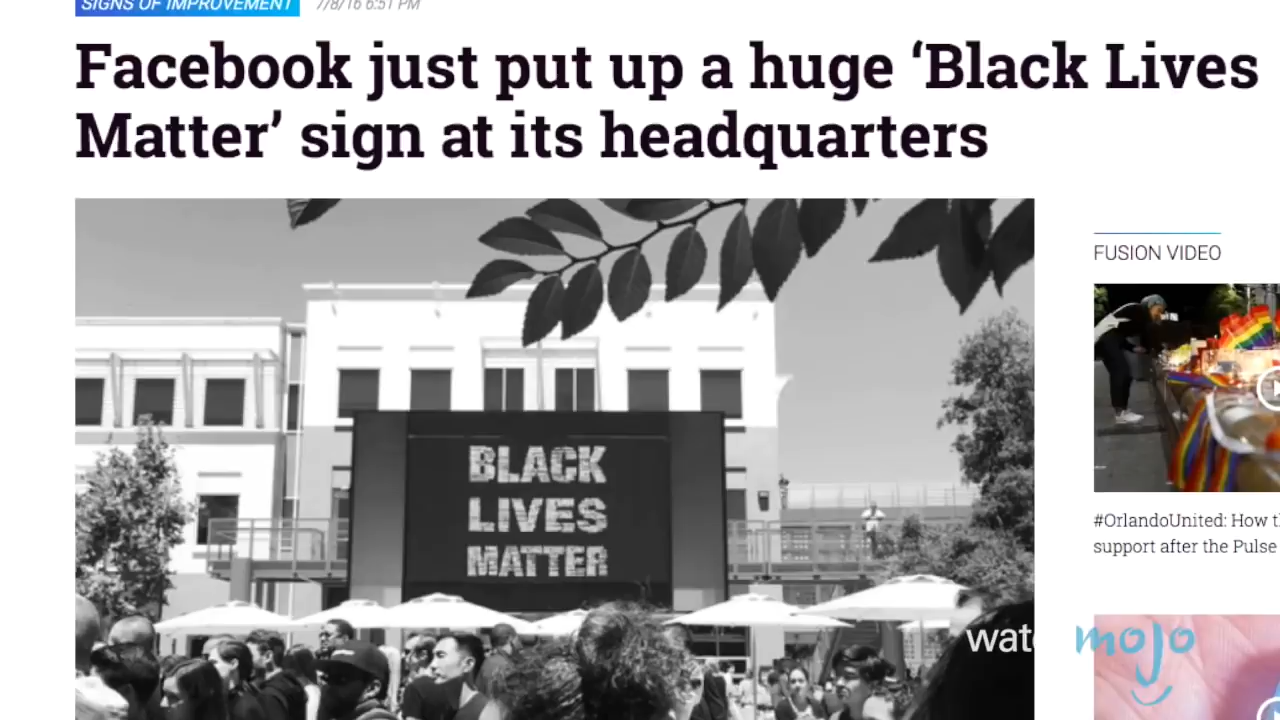 SIGNS OF IMPROVEMENT 7/8/16 6:51 PM
Facebook just put up a huge ‘Black Lives
Matter’ sign at its headquarters
FUSION VIDEO
BLACK
LIVES
MATTER
#OrlandoUnited: How
support after the Pulse
watch mojo